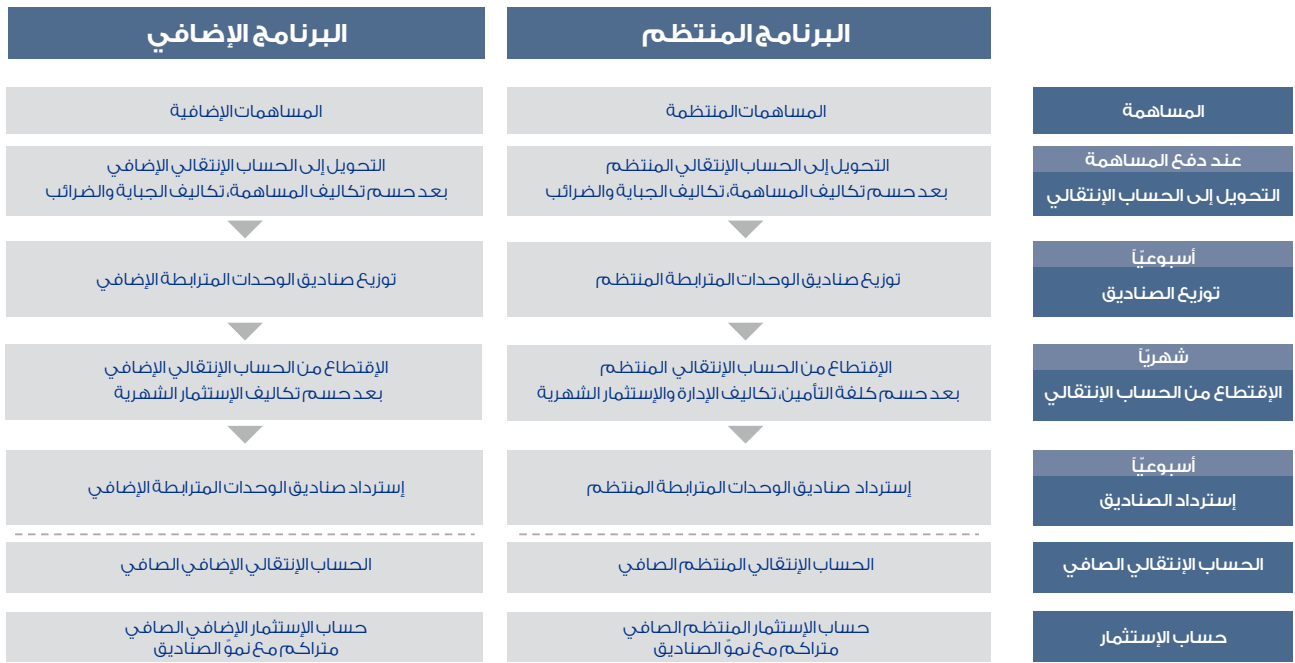 البرنامج المنتظم
البرنامج الإضافي
المساهمة
المساهمات المنتظمة
المساهمات الإضافية
عند دفع المساهمة
التحويل إلى الحساب الإنتقالي
التحويل إلى الحساب الإنتقالي المنتظم
بعد حسم تكاليف المساهمة، تكاليف الجباية والضرائب
التحويل إلى الحساب الإنتقالي الإضافي
بعد حسم تكاليف المساهمة، تكاليف الجباية والضرائب
أسبوعيّاً
توزيع الصناديق
توزيع صناديق الوحدات المترابطة المنتظم
توزيع صناديق الوحدات المترابطة الإضافي
شهريّاً
الإقتطاع من الحساب الإنتقالي
الإقتطاع من الحساب الإنتقالي المنتظم
بعد حسم كلفة التأمين، تكاليف الإدارة والإستثمار الشهرية
الإقتطاع من الحساب الإنتقالي الإضافي
بعد حسم تكاليف الإستثمار الشهرية
أسبوعيّاً
إسترداد الصناديق
إسترداد صناديق الوحدات المترابطة المنتظم
إسترداد صناديق الوحدات المترابطة الإضافي
الحساب الإنتقالي الصافي
الحساب الإنتقالي المنتظم الصافي
الحساب الإنتقالي الإضافي الصافي
حساب الإستثمار
حساب الإستثمار المنتظم الصافي
متراكم مع نموّ الصناديق
حساب الإستثمار الإضافي الصافي
متراكم مع نموّ الصناديق